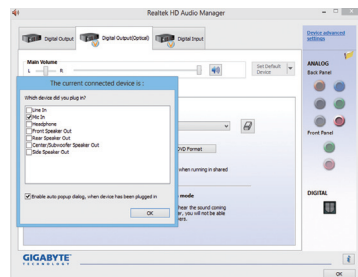 Realtek HD Audio Manager
Digital Output
Digital Output(Optical)
Digital Input
Device advanced settings
Main Volume
L
R
Set Default Device
ANALOG
Back Panel
The current connected device is :
Which device did you plug in?
Line In
Mic In
Headphone
Front Speaker Out
Rear Speaker Out
Center/Subwoofer Speaker Out
Side Speaker Out
Enable auto popup dialog, when device has been plugged in
OK
DVD Format
when running in shared
mode
hear the sound coming
er, you will not be able
Front Panel
DIGITAL
GIGABYTE
TECHNOLOGY
OK